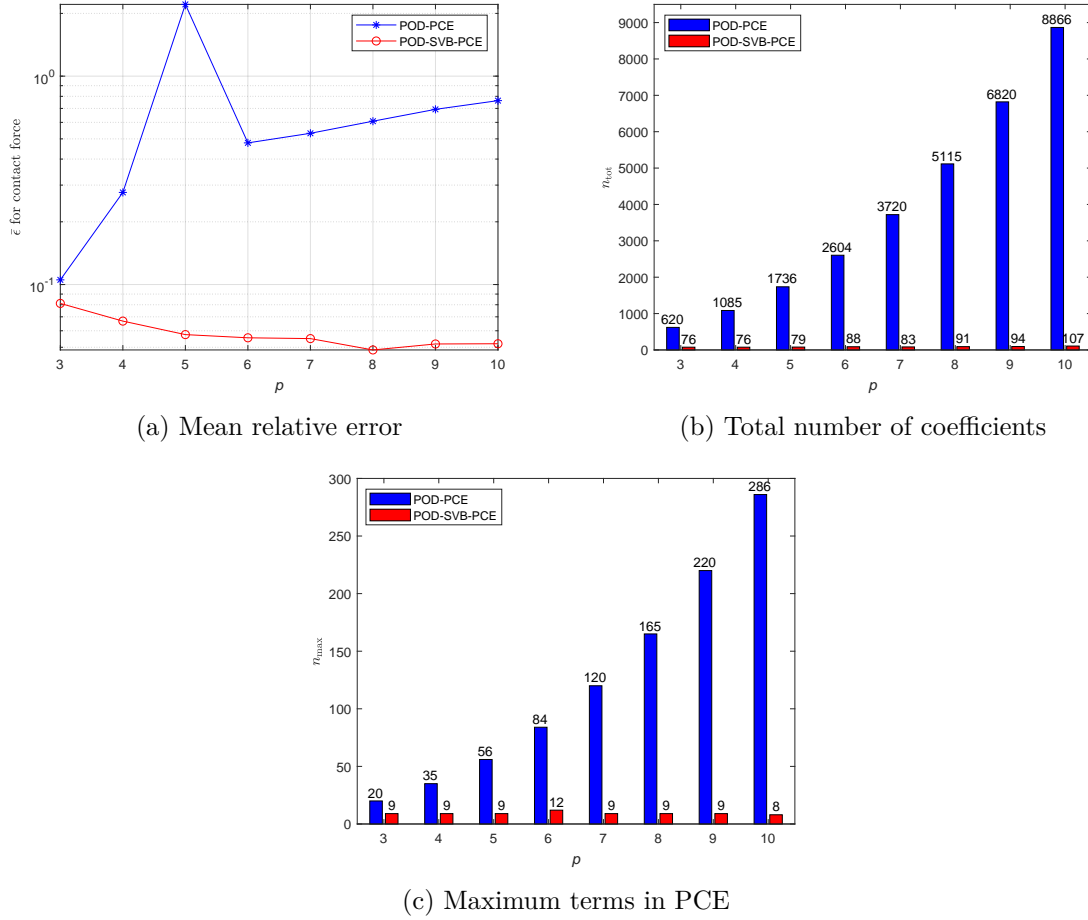 POD-PCE
POD-SVB-PCE
10^0
10^-1
ε̄ for contact force
3 4 5 6 7 8 9 10
p
(a) Mean relative error
POD-PCE
POD-SVB-PCE
9000
8000
7000
6000
5000
4000
3000
2000
1000
0
n_tot
620 1085 1736 2604 3720 5115 6820 8866
76 76 79 88 83 91 94 107
3 4 5 6 7 8 9 10
p
(b) Total number of coefficients
POD-PCE
POD-SVB-PCE
300
250
200
150
100
50
0
n_max
20 35 56 84 120 165 220 286
9 9 9 12 9 9 9 8
3 4 5 6 7 8 9 10
p
(c) Maximum terms in PCE